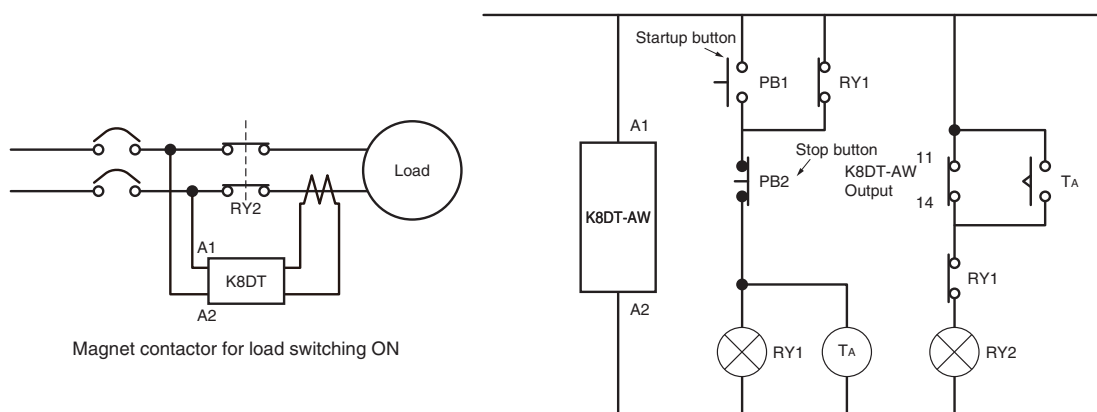 Load
RY2
A1
K8DT
A2
Magnet contactor for load switching ON
Startup button
PB1
RY1
A1
Stop button
PB2
K8DT-AW
11
K8DT-AW
Output
14
TA
RY1
A2
RY1
TA
RY2